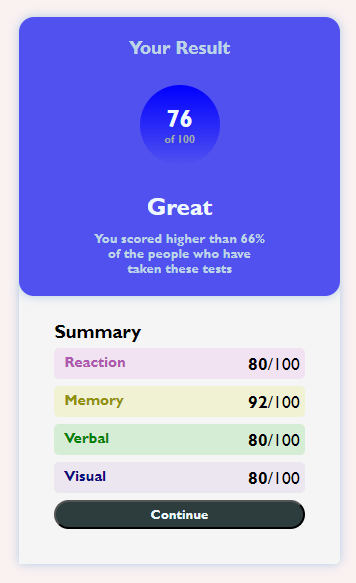 Your Result
76
of 100
Great
You scored higher than 66%
of the people who have
taken these tests
Summary
Reaction 80/100
Memory 92/100
Verbal 80/100
Visual 80/100
Continue